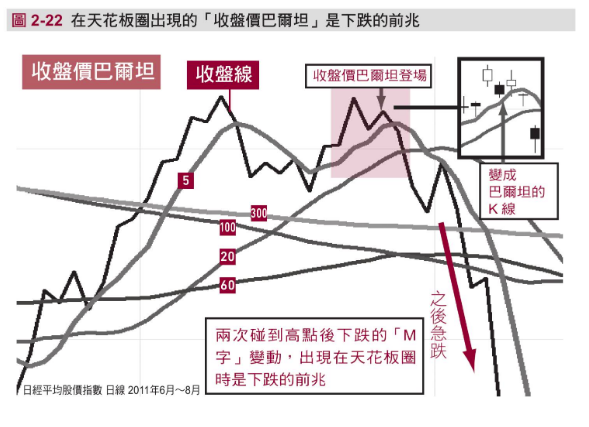 圖 2-22 在天花板圈出現的「收盤價巴爾坦」是下跌的前兆
收盤價巴爾坦
收盤線
收盤價巴爾坦登場
變成
巴爾坦的
K 線
5
300
100
20
60
之後急跌
兩次碰到高點後下跌的「M
字」變動，出現在天花板圈
時是下跌的前兆
日經平均股價指數 日線 2011年6月～8月